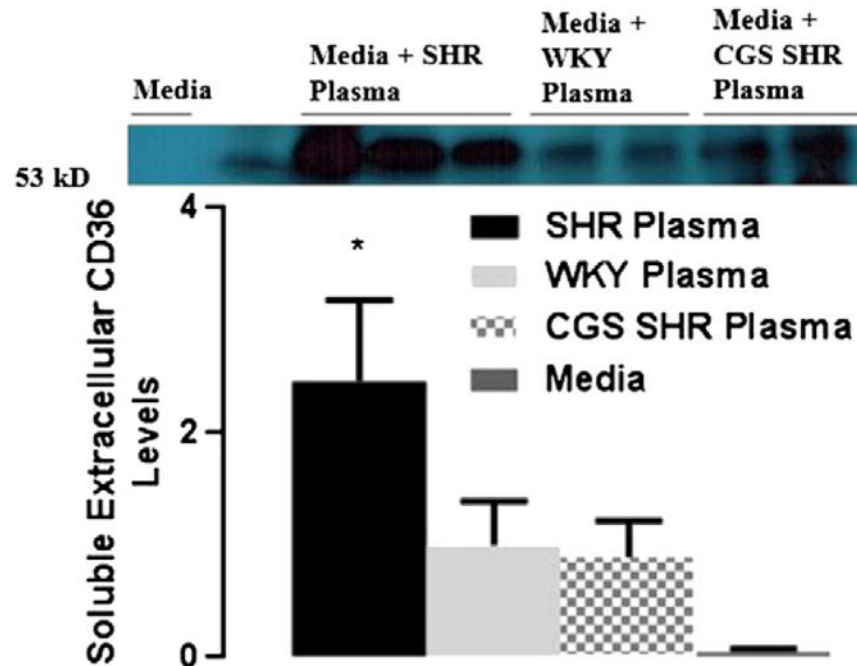 Media
Media + SHR
Plasma
Media +
WKY
Plasma
Media +
CGS SHR
Plasma
53 kD
Soluble Extracellular CD36
Levels
4
2
0
*
SHR Plasma
WKY Plasma
CGS SHR Plasma
Media